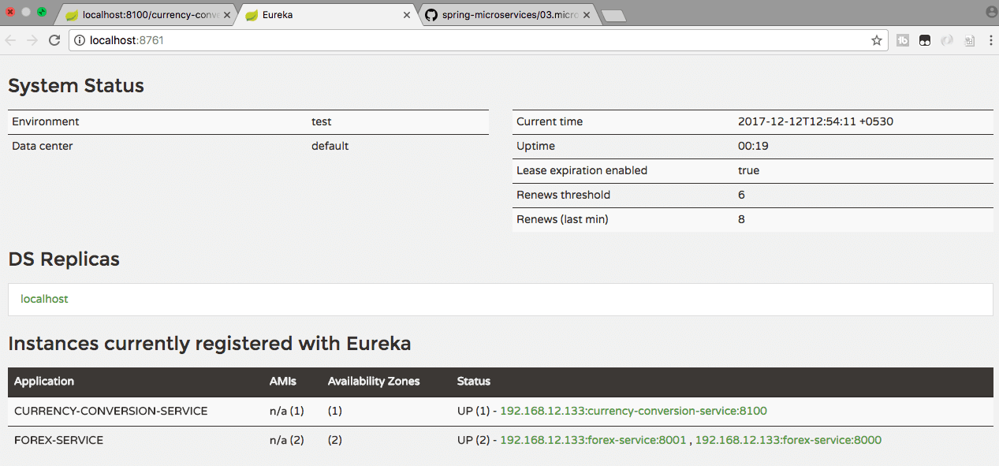 localhost:8100/currency-conve
Eureka
spring-microservices/03.micro
localhost:8761
System Status
Environment test
Data center default
Current time 2017-12-12T12:54:11 +0530
Uptime 00:19
Lease expiration enabled true
Renews threshold 6
Renews (last min) 8
DS Replicas
localhost
Instances currently registered with Eureka
Application AMIs Availability Zones Status
CURRENCY-CONVERSION-SERVICE n/a (1) (1) UP (1) - 192.168.12.133:currency-conversion-service:8100
FOREX-SERVICE n/a (2) (2) UP (2) - 192.168.12.133:forex-service:8001 , 192.168.12.133:forex-service:8000